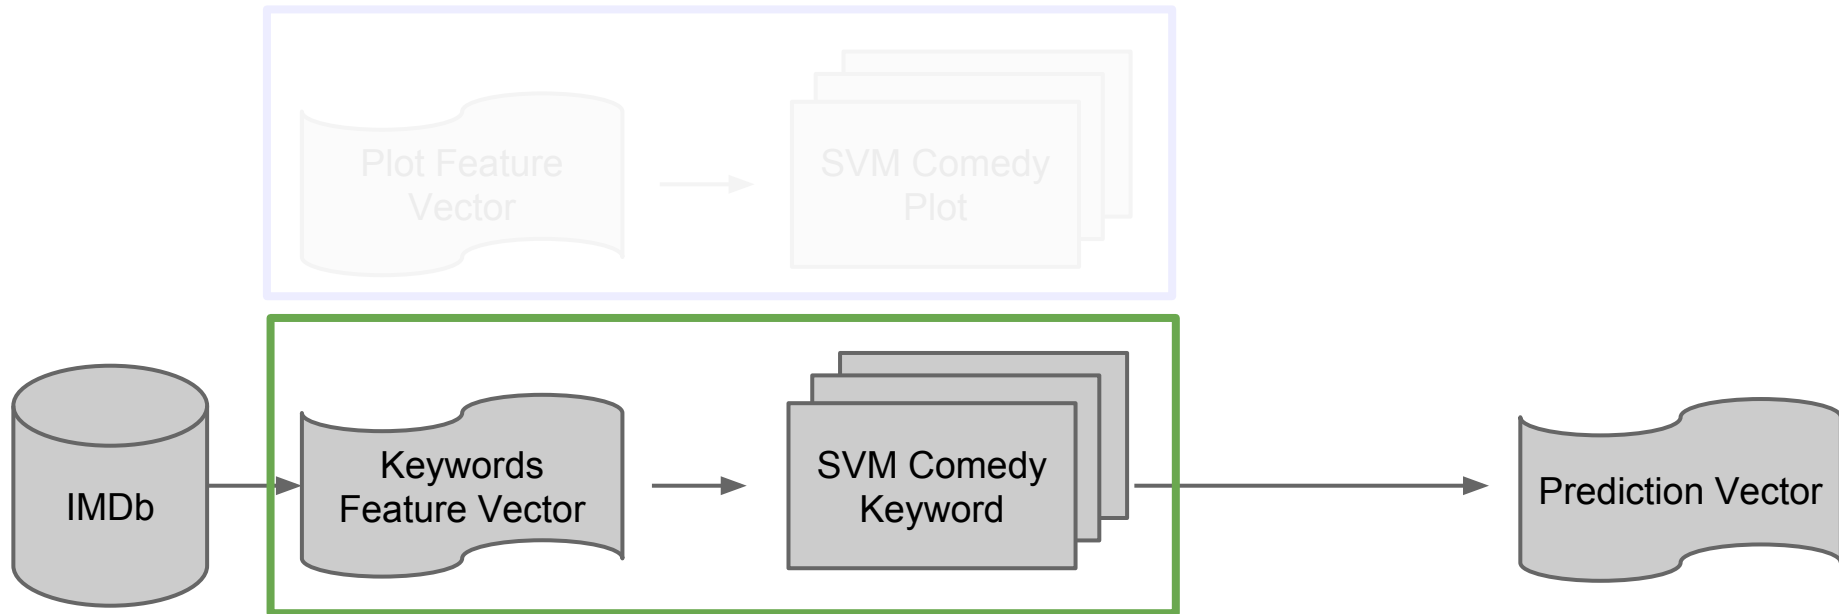 Plot Feature
Vector
SVM Comedy
Plot
IMDb
Keywords
Feature Vector
SVM Comedy
Keyword
Prediction Vector